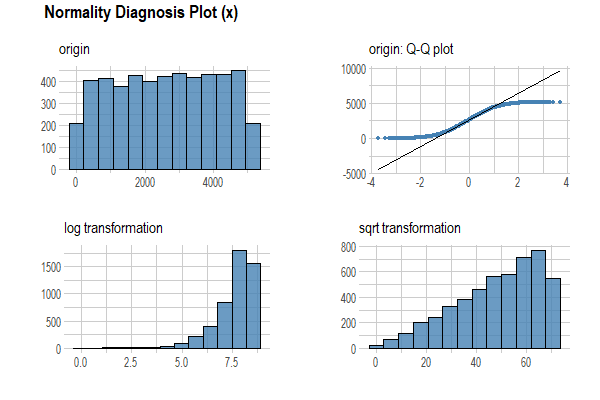 Normality Diagnosis Plot (x)
origin
400
300
200
100
0
0 2000 4000
origin: Q-Q plot
10000
5000
0
-5000
-4 -2 0 2 4
log transformation
1500
1000
500
0
0.0 2.5 5.0 7.5
sqrt transformation
800
600
400
200
0
0 20 40 60